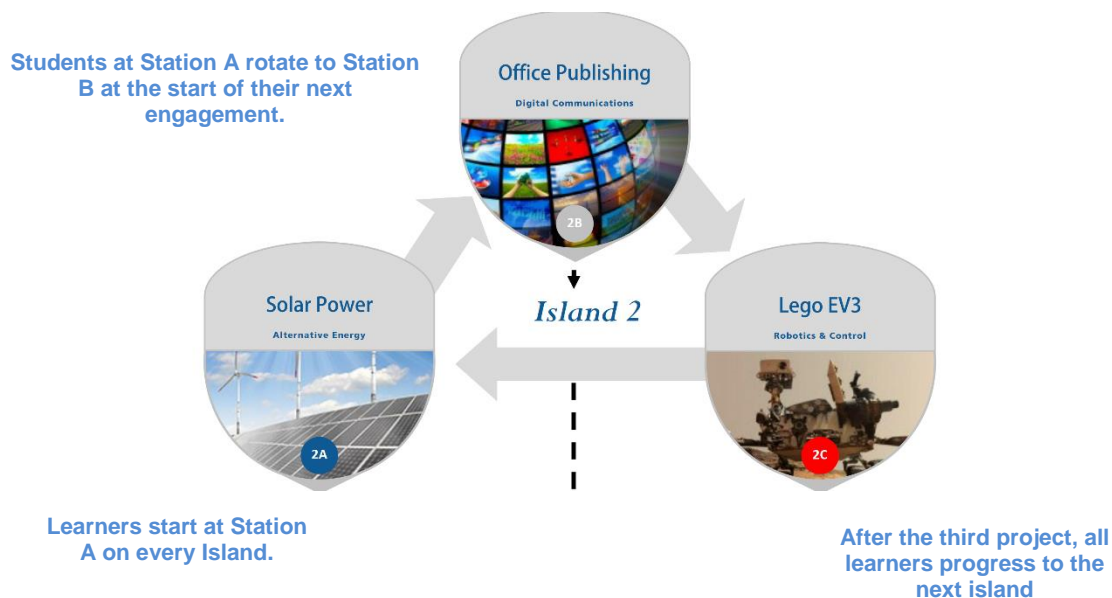 Students at Station A rotate to Station
B at the start of their next
engagement.
Office Publishing
Digital Communications
2B
Island 2
Solar Power
Alternative Energy
2A
Lego EV3
Robotics & Control
2C
Learners start at Station
A on every Island.
After the third project, all
learners progress to the
next island